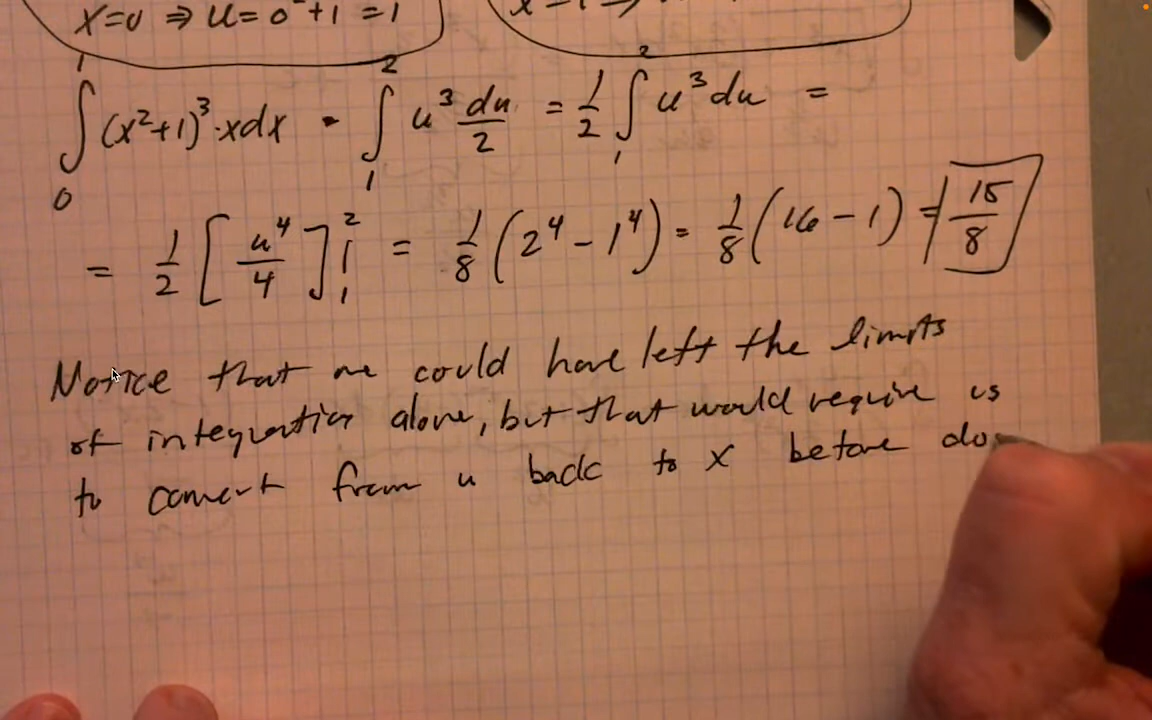 x=0 ⇒ u=0²+1=1
∫₀¹ (x²+1)³·xdx = ∫₁² u³ du/2 = 1/2 ∫₁² u³ du =
= 1/2 [u⁴/4]|₁² = 1/8 (2⁴ - 1⁴) = 1/8 (16 - 1) = 15/8
Notice that we could have left the limits
of integration alone, but that would require us
to convert from u back to x before do